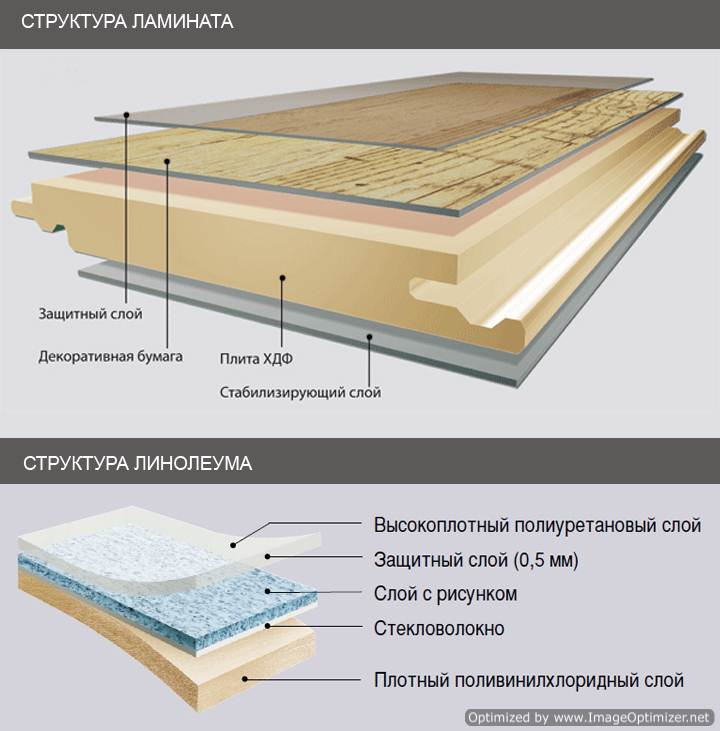 СТРУКТУРА ЛАМИНАТА
Защитный слой
Декоративная бумага
Плита ХДФ
Стабилизирующий слой
СТРУКТУРА ЛИНОЛЕУМА
Высокоплотный полиуретановый слой
Защитный слой (0,5 мм)
Слой с рисунком
Стекловолокно
Плотный поливинилхлоридный слой
Optimized by www.ImageOptimizer.net